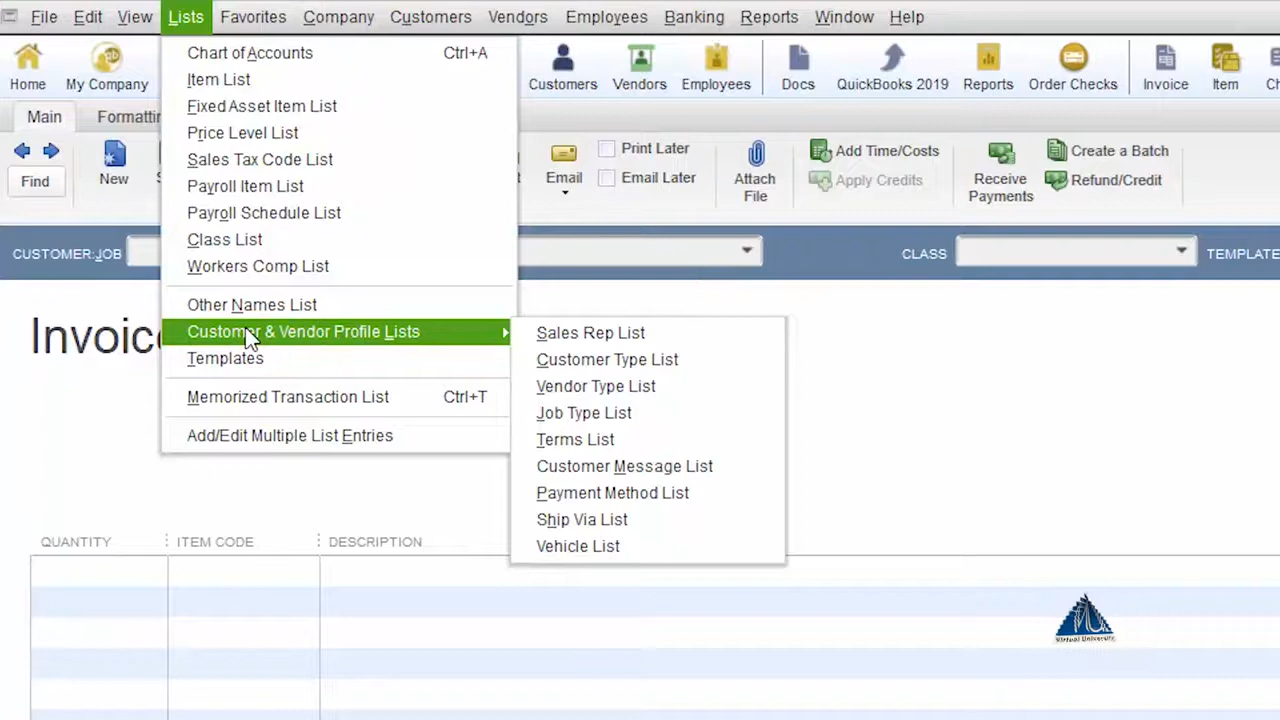 File Edit View Lists Favorites Company Customers Vendors Employees Banking Reports Window Help
Home My Company Customers Vendors Employees Docs QuickBooks 2019 Reports Order Checks Invoice Item
Main
Find New Email Print Later
Email Later
Attach
File
Add Time/Costs
Apply Credits
Receive
Payments
Create a Batch
Refund/Credit
CUSTOMER:JOB CLASS TEMPLATE
Chart of Accounts Ctrl+A
Item List
Fixed Asset Item List
Price Level List
Sales Tax Code List
Payroll Item List
Payroll Schedule List
Class List
Workers Comp List
Other Names List
Customer & Vendor Profile Lists
Templates
Memorized Transaction List Ctrl+T
Add/Edit Multiple List Entries
Sales Rep List
Customer Type List
Vendor Type List
Job Type List
Terms List
Customer Message List
Payment Method List
Ship Via List
Vehicle List
QUANTITY ITEM CODE DESCRIPTION
Virtual University